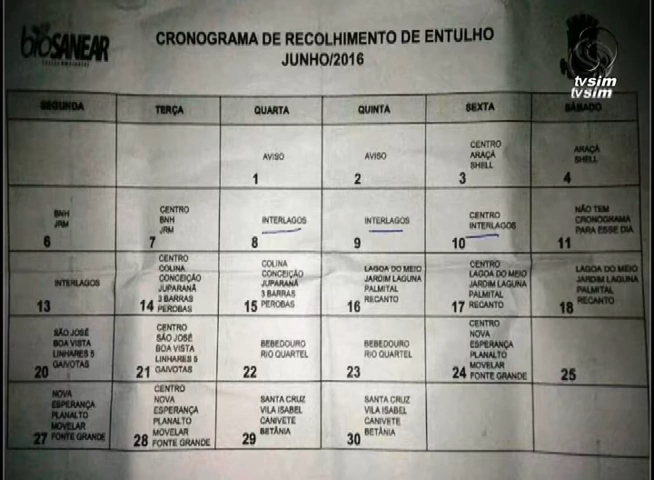 bioSANEAR
CRONOGRAMA DE RECOLHIMENTO DE ENTULHO
JUNHO/2016
tvsim
tvsim
SEGUNDA TERÇA QUARTA QUINTA SEXTA SÁBADO
AVISO
1
AVISO
2
CENTRO
ARAÇÁ
SHELL
3
ARAÇÁ
SHELL
4
BNH
JRM
6
CENTRO
BNH
JRM
7
INTERLAGOS
8
INTERLAGOS
9
CENTRO
INTERLAGOS
10
NÃO TEM
CRONOGRAMA
PARA ESSE DIA
11
INTERLAGOS
13
CENTRO
COLINA
CONCEIÇÃO
JUPARANÃ
3 BARRAS
14 PEROBAS
COLINA
CONCEIÇÃO
JUPARANÃ
3 BARRAS
15 PEROBAS
LAGOA DO MEIO
JARDIM LAGUNA
PALMITAL
16 RECANTO
CENTRO
LAGOA DO MEIO
JARDIM LAGUNA
PALMITAL
17 RECANTO
LAGOA DO MEIO
JARDIM LAGUNA
PALMITAL
18 RECANTO
SÃO JOSÉ
BOA VISTA
LINHARES 5
20 GAIVOTAS
CENTRO
SÃO JOSÉ
BOA VISTA
LINHARES 5
21 GAIVOTAS
BEBEDOURO
RIO QUARTEL
22
BEBEDOURO
RIO QUARTEL
23
CENTRO
NOVA
ESPERANÇA
PLANALTO
MOVELAR
24 FONTE GRANDE
25
NOVA
ESPERANÇA
PLANALTO
MOVELAR
27 FONTE GRANDE
CENTRO
NOVA
ESPERANÇA
PLANALTO
MOVELAR
28 FONTE GRANDE
SANTA CRUZ
VILA ISABEL
CANIVETE
29 BETÂNIA
SANTA CRUZ
VILA ISABEL
CANIVETE
BETÂNIA
30